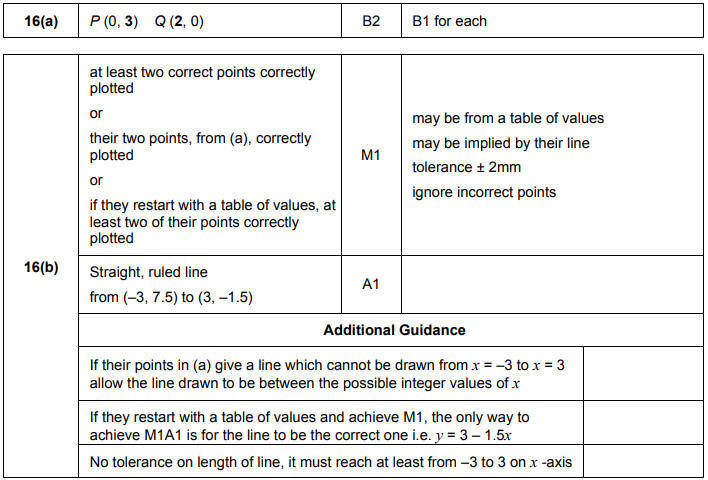 16(a)
P (0, 3) Q (2, 0)
B2
B1 for each
16(b)
at least two correct points correctly
plotted
or
their two points, from (a), correctly
plotted
or
if they restart with a table of values, at
least two of their points correctly
plotted
M1
may be from a table of values
may be implied by their line
tolerance ± 2mm
ignore incorrect points
Straight, ruled line
from (–3, 7.5) to (3, –1.5)
A1
Additional Guidance
If their points in (a) give a line which cannot be drawn from x = –3 to x = 3
allow the line drawn to be between the possible integer values of x
If they restart with a table of values and achieve M1, the only way to
achieve M1A1 is for the line to be the correct one i.e. y = 3 – 1.5x
No tolerance on length of line, it must reach at least from –3 to 3 on x -axis